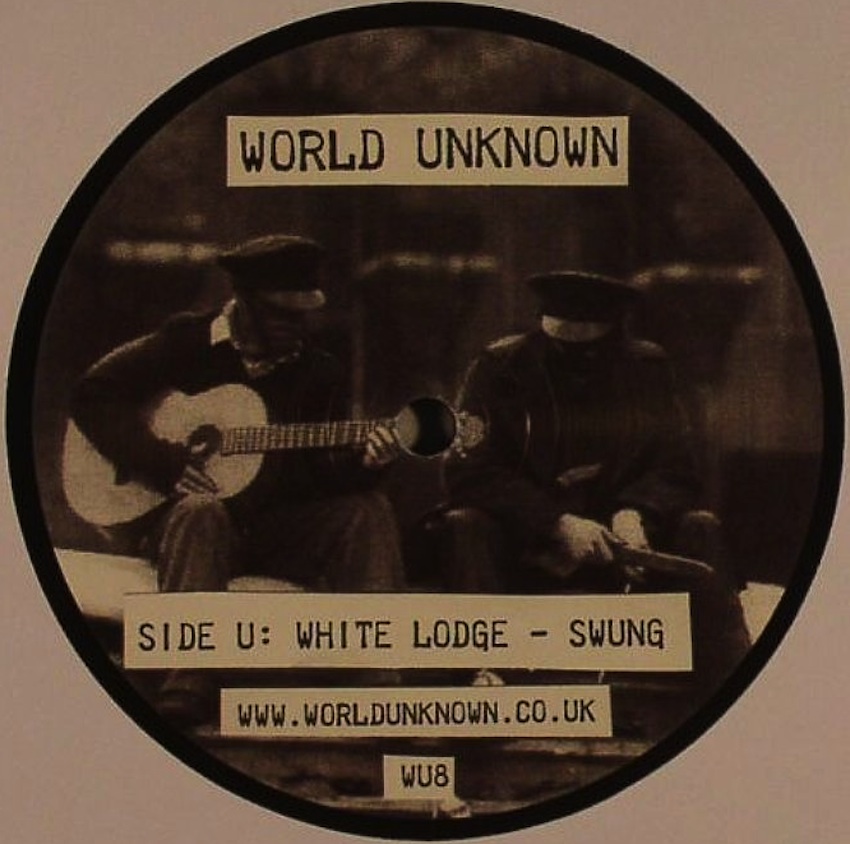 WORLD UNKNOWN
SIDE U: WHITE LODGE - SWUNG
WWW.WORLDUNKNOWN.CO.UK
WU8